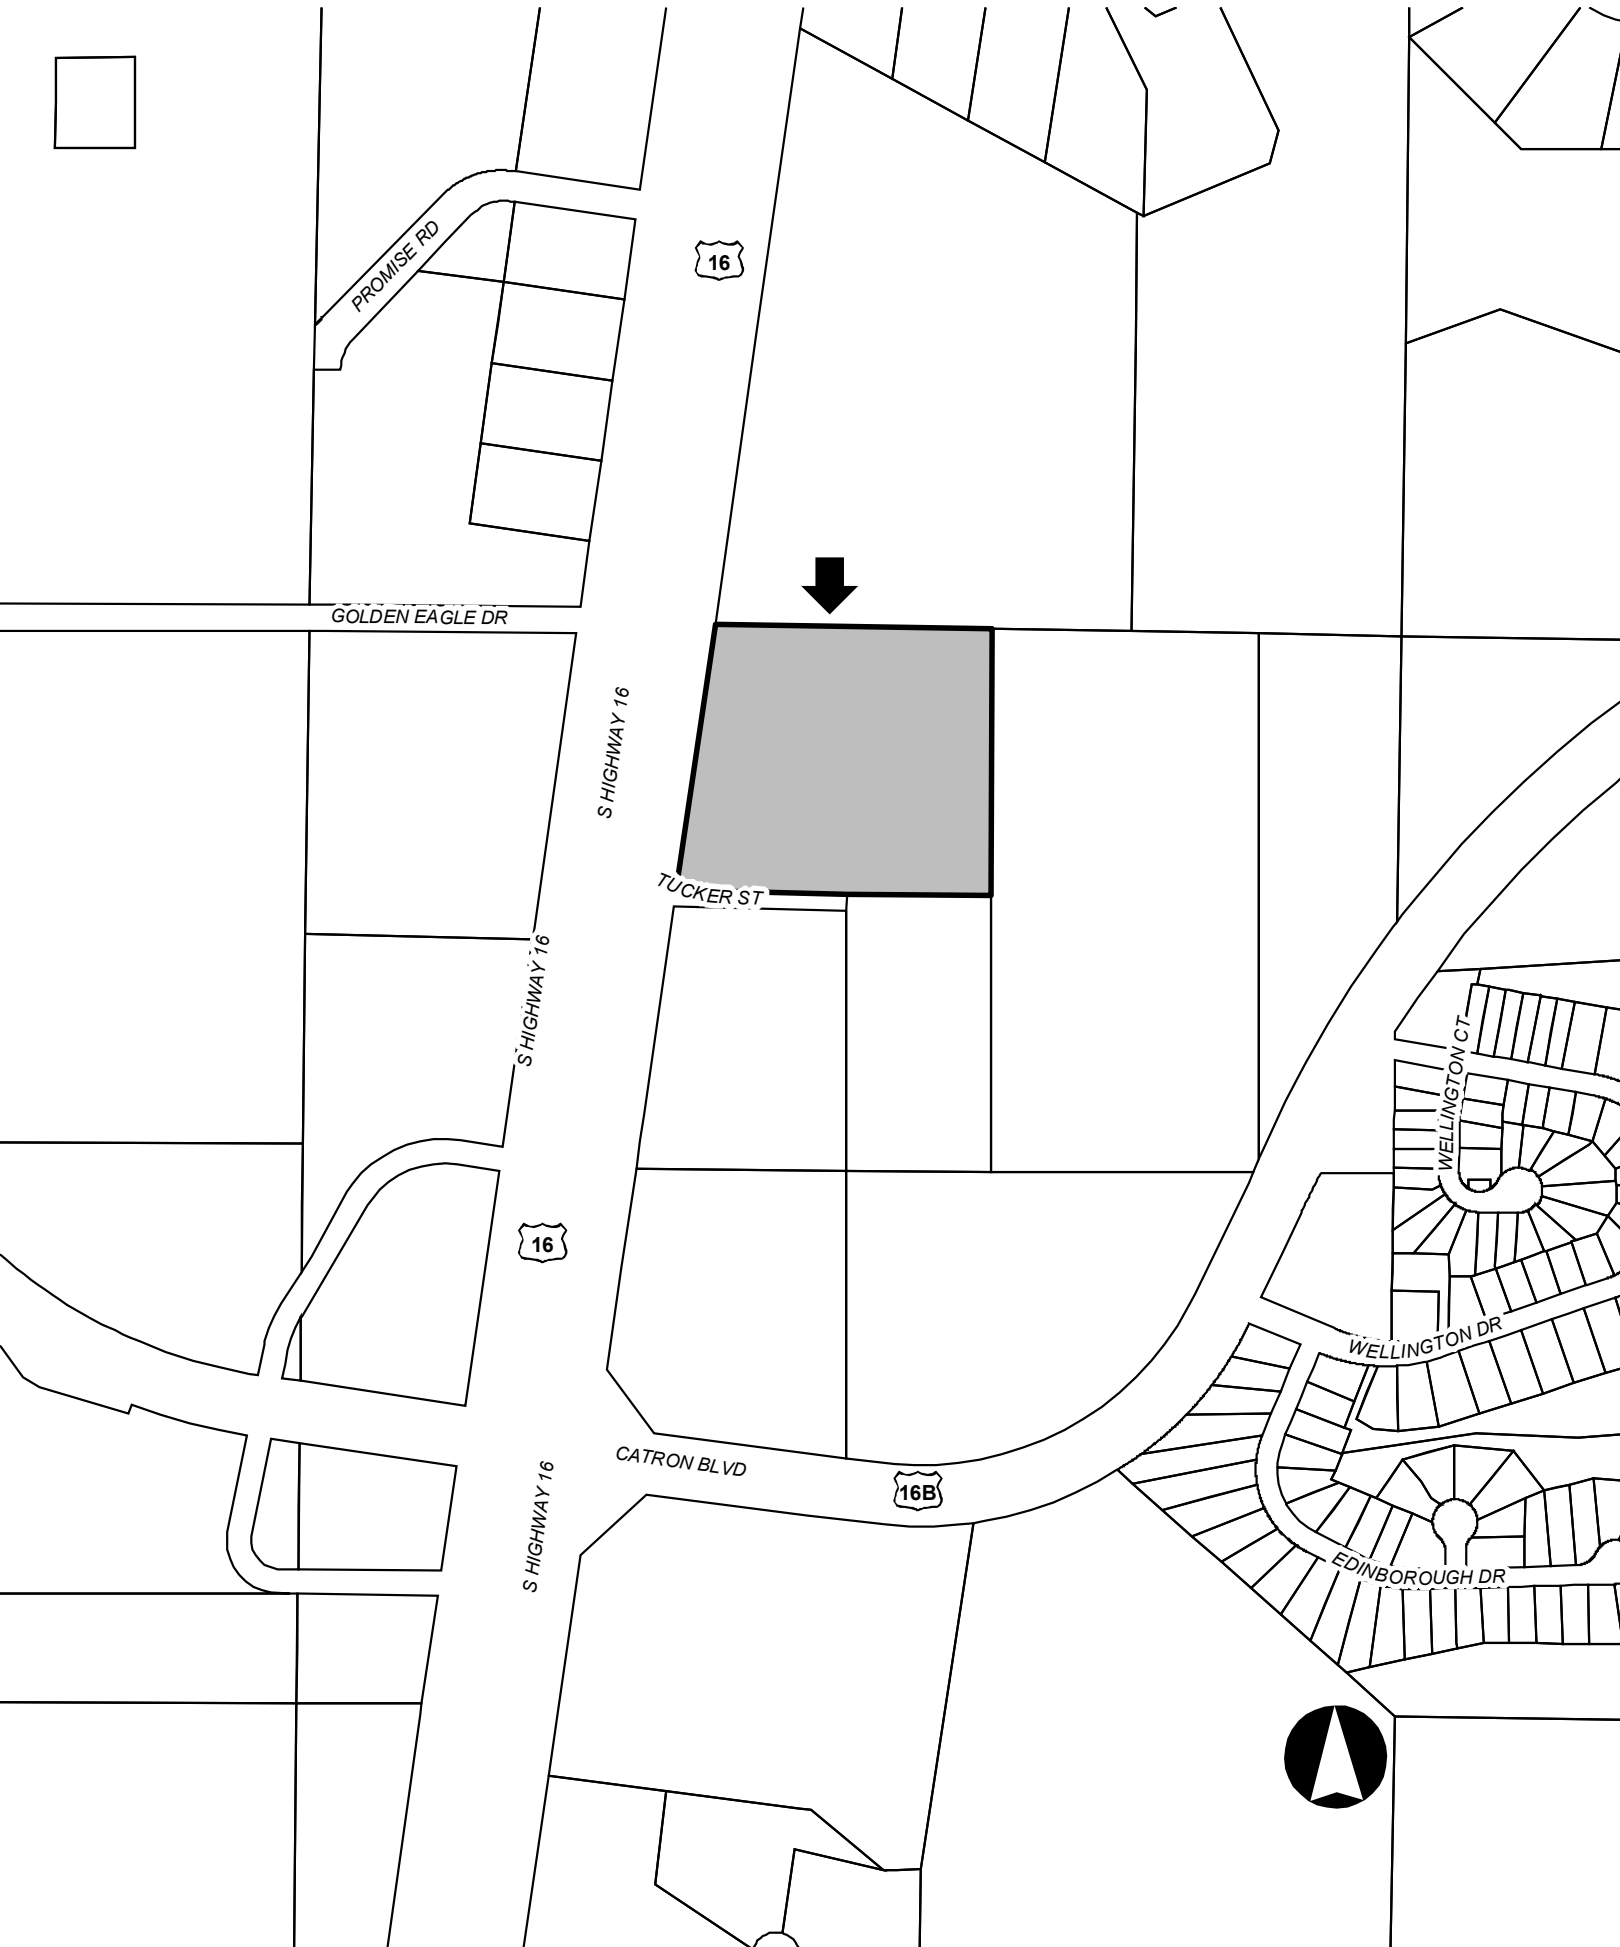 PROMISE RD
16
GOLDEN EAGLE DR
S HIGHWAY 16
TUCKER ST
S HIGHWAY 16
WELLINGTON CT
16
WELLINGTON DR
CATRON BLVD
16B
S HIGHWAY 16
EDINBOROUGH DR